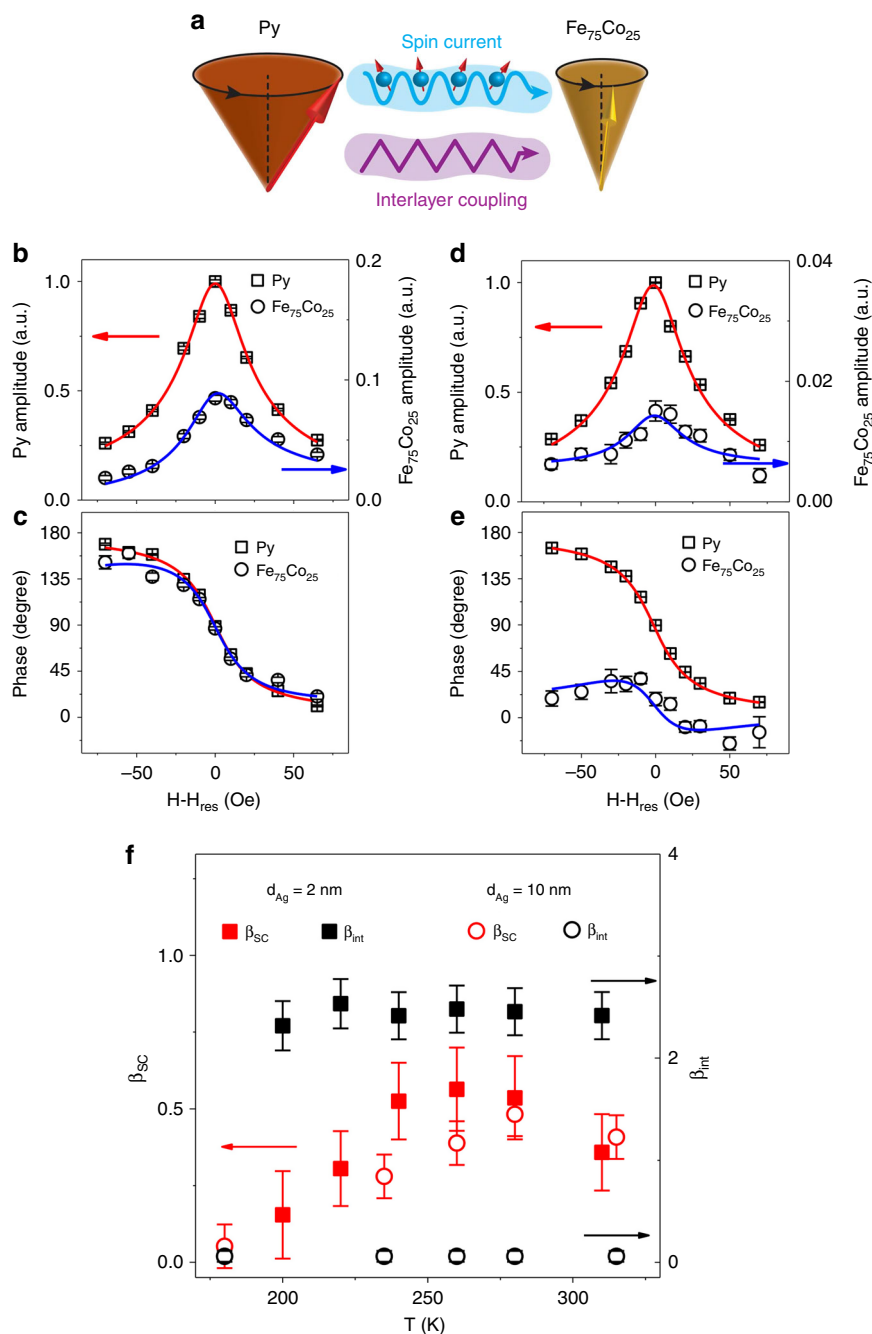 a
Py
Spin current
Fe75Co25
Interlayer coupling
b
Py amplitude (a.u.)
1.0
0.5
0.0
Py
Fe75Co25
0.2
0.1
0.0
Fe75Co25 amplitude (a.u.)
d
Py amplitude (a.u.)
1.0
0.5
0.0
Py
Fe75Co25
0.04
0.02
0.00
Fe75Co25 amplitude (a.u.)
c
Phase (degree)
180
135
90
45
0
Py
Fe75Co25
−50
0
50
H-Hres (Oe)
e
Phase (degree)
180
135
90
45
0
Py
Fe75Co25
−50
0
50
H-Hres (Oe)
f
dAg = 2 nm
dAg = 10 nm
βSC
βint
βSC
βint
βSC
1.0
0.5
0.0
4
2
0
βint
200
250
300
T (K)